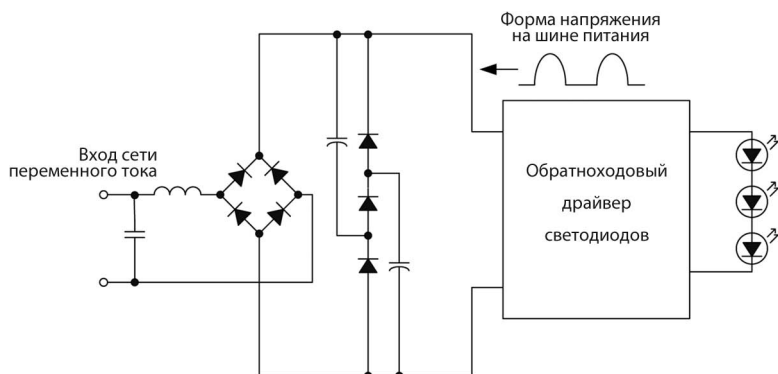 Форма напряжения
на шине питания
Вход сети
переменного тока
Обратноходовый
драйвер
светодиодов